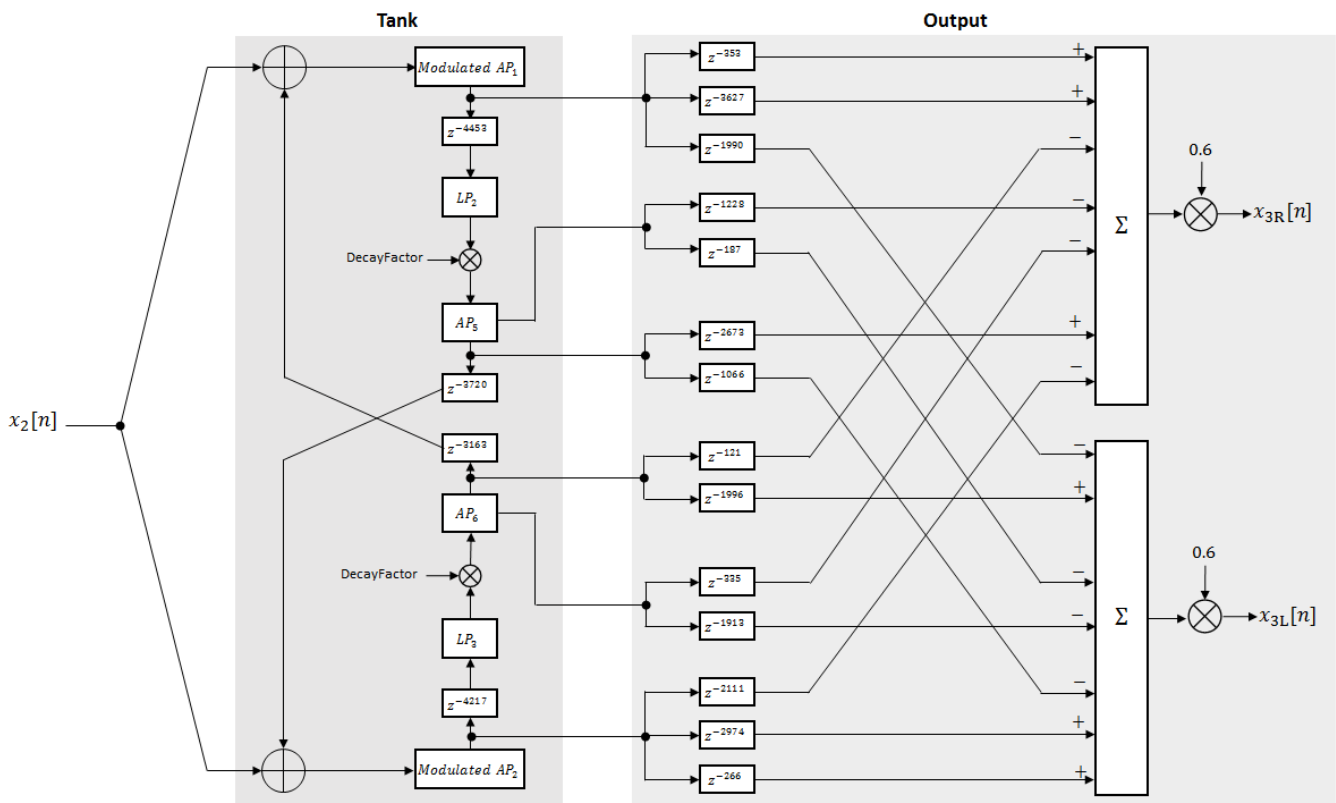 Tank
Output
Modulated AP₁
z⁻³⁵³
+
z⁻³⁶²⁷
+
z⁻⁴⁴⁵³
z⁻¹⁹⁹⁰
−
0.6
LP₂
z⁻¹²²⁸
−
Σ
x₃R[n]
DecayFactor
z⁻¹⁸⁷
−
AP₅
z⁻²⁶⁷³
+
z⁻³⁷²⁰
z⁻¹⁰⁶⁶
−
x₂[n]
z⁻³¹⁶³
z⁻¹²¹
−
AP₆
z⁻¹⁹⁹⁶
+
0.6
DecayFactor
z⁻³³⁵
−
LP₃
z⁻¹⁹¹³
−
Σ
x₃L[n]
z⁻⁴²¹⁷
z⁻²¹¹¹
−
z⁻²⁹⁷⁴
+
Modulated AP₂
z⁻²⁶⁶
+